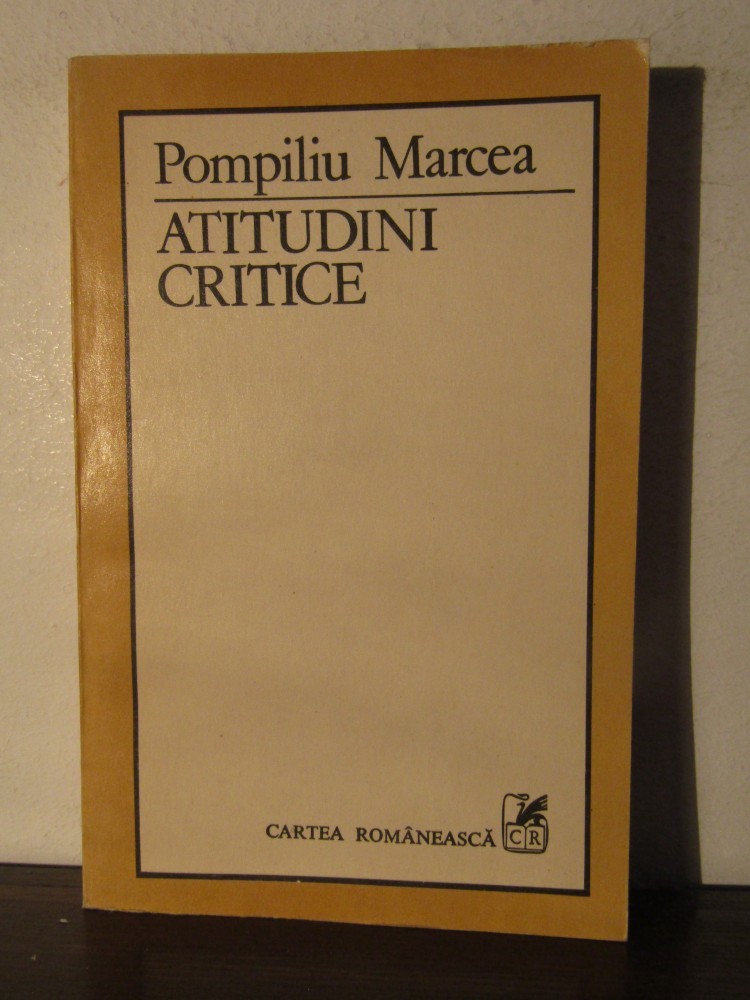 Pompiliu Marcea
ATITUDINI
CRITICE
CARTEA ROMÂNEASCĂ
CR